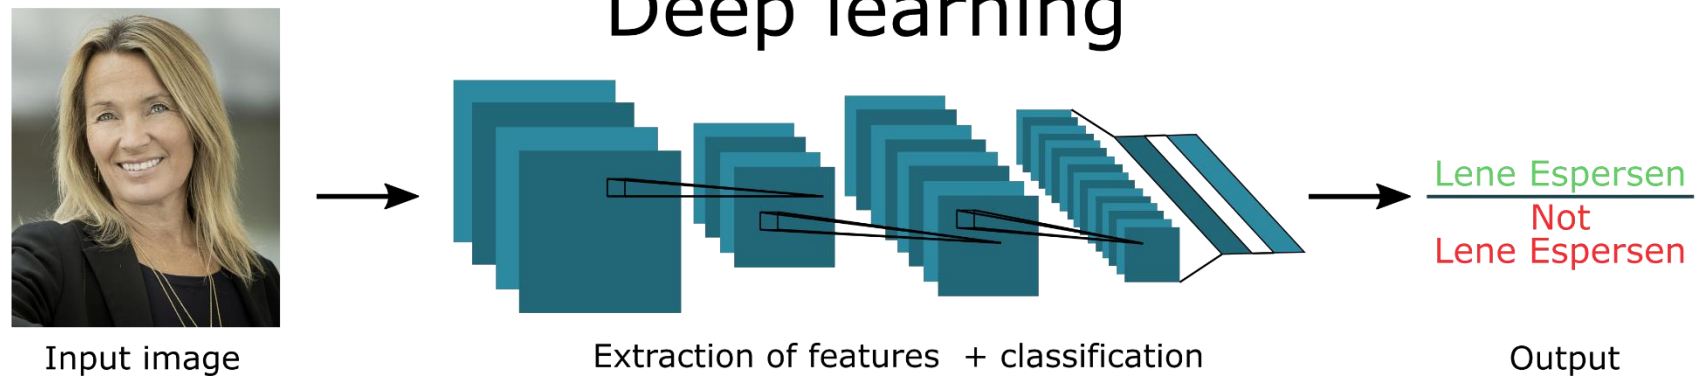 Deep learning
Lene Espersen
Not
Lene Espersen
Input image
Extraction of features + classification
Output